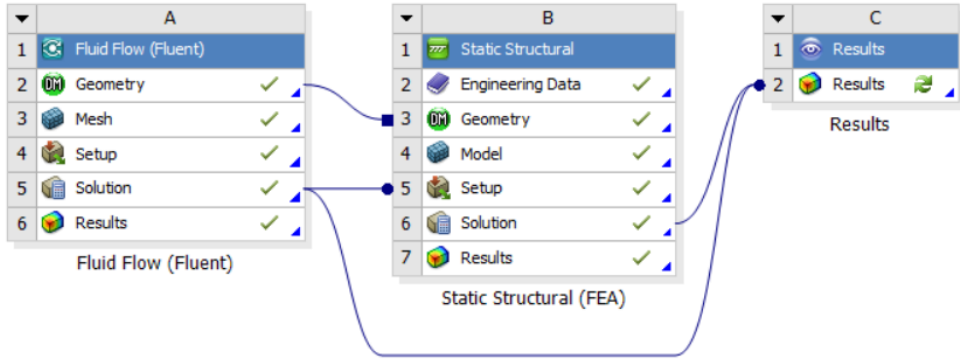 A
1 Fluid Flow (Fluent)
2 DM Geometry
3 Mesh
4 Setup
5 Solution
6 Results
Fluid Flow (Fluent)
B
1 Static Structural
2 Engineering Data
3 DM Geometry
4 Model
5 Setup
6 Solution
7 Results
Static Structural (FEA)
C
1 Results
2 Results
Results